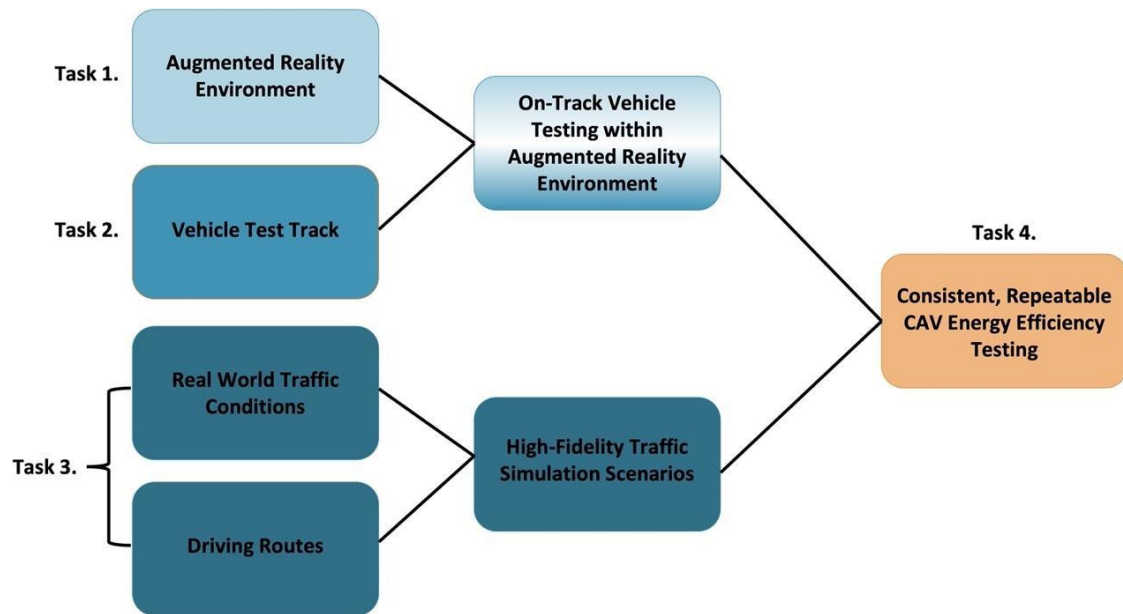 Task 1.
Augmented Reality
Environment
On-Track Vehicle
Testing within
Augmented Reality
Environment
Task 2.
Vehicle Test Track
Task 4.
Consistent, Repeatable
CAV Energy Efficiency
Testing
Task 3.
Real World Traffic
Conditions
Driving Routes
High-Fidelity Traffic
Simulation Scenarios